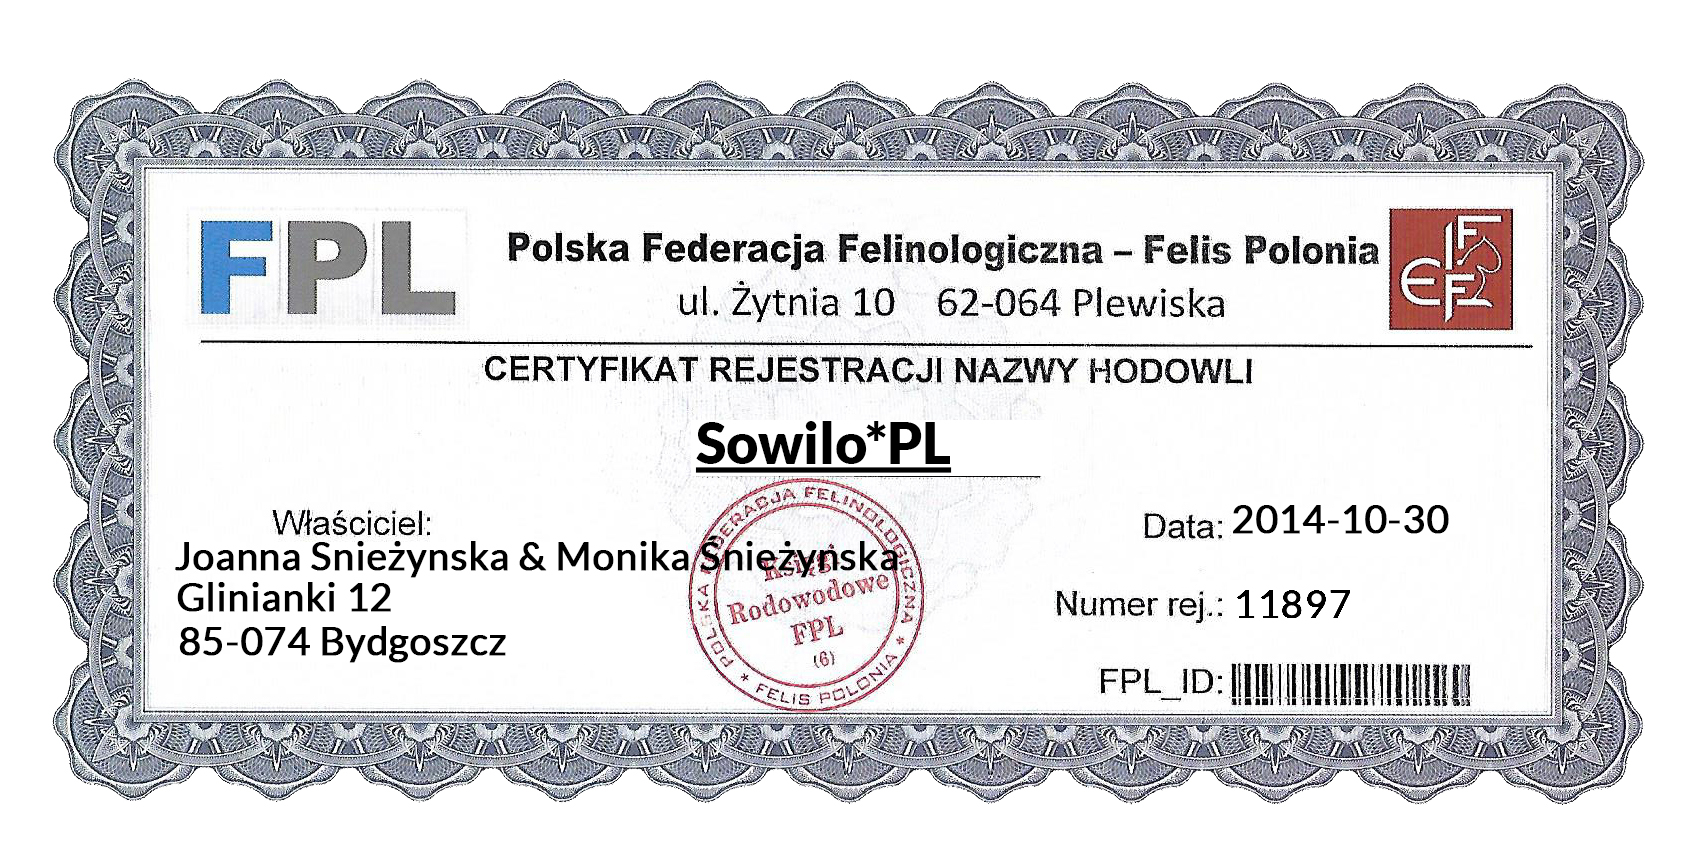 FPL
Polska Federacja Felinologiczna – Felis Polonia
FIFE
ul. Żytnia 10 62-064 Plewiska
CERTYFIKAT REJESTRACJI NAZWY HODOWLI
Sowilo*PL
Właściciel:
Joanna Snieżynska & Monika Śnieżyńska
Glinianki 12
85-074 Bydgoszcz
Data: 2014-10-30
Numer rej.: 11897
FPL_ID:
POLSKA FEDERACJA FELINOLOGICZNA * FELIS POLONIA *
Księgi
Rodowodowe
FPL
(6)